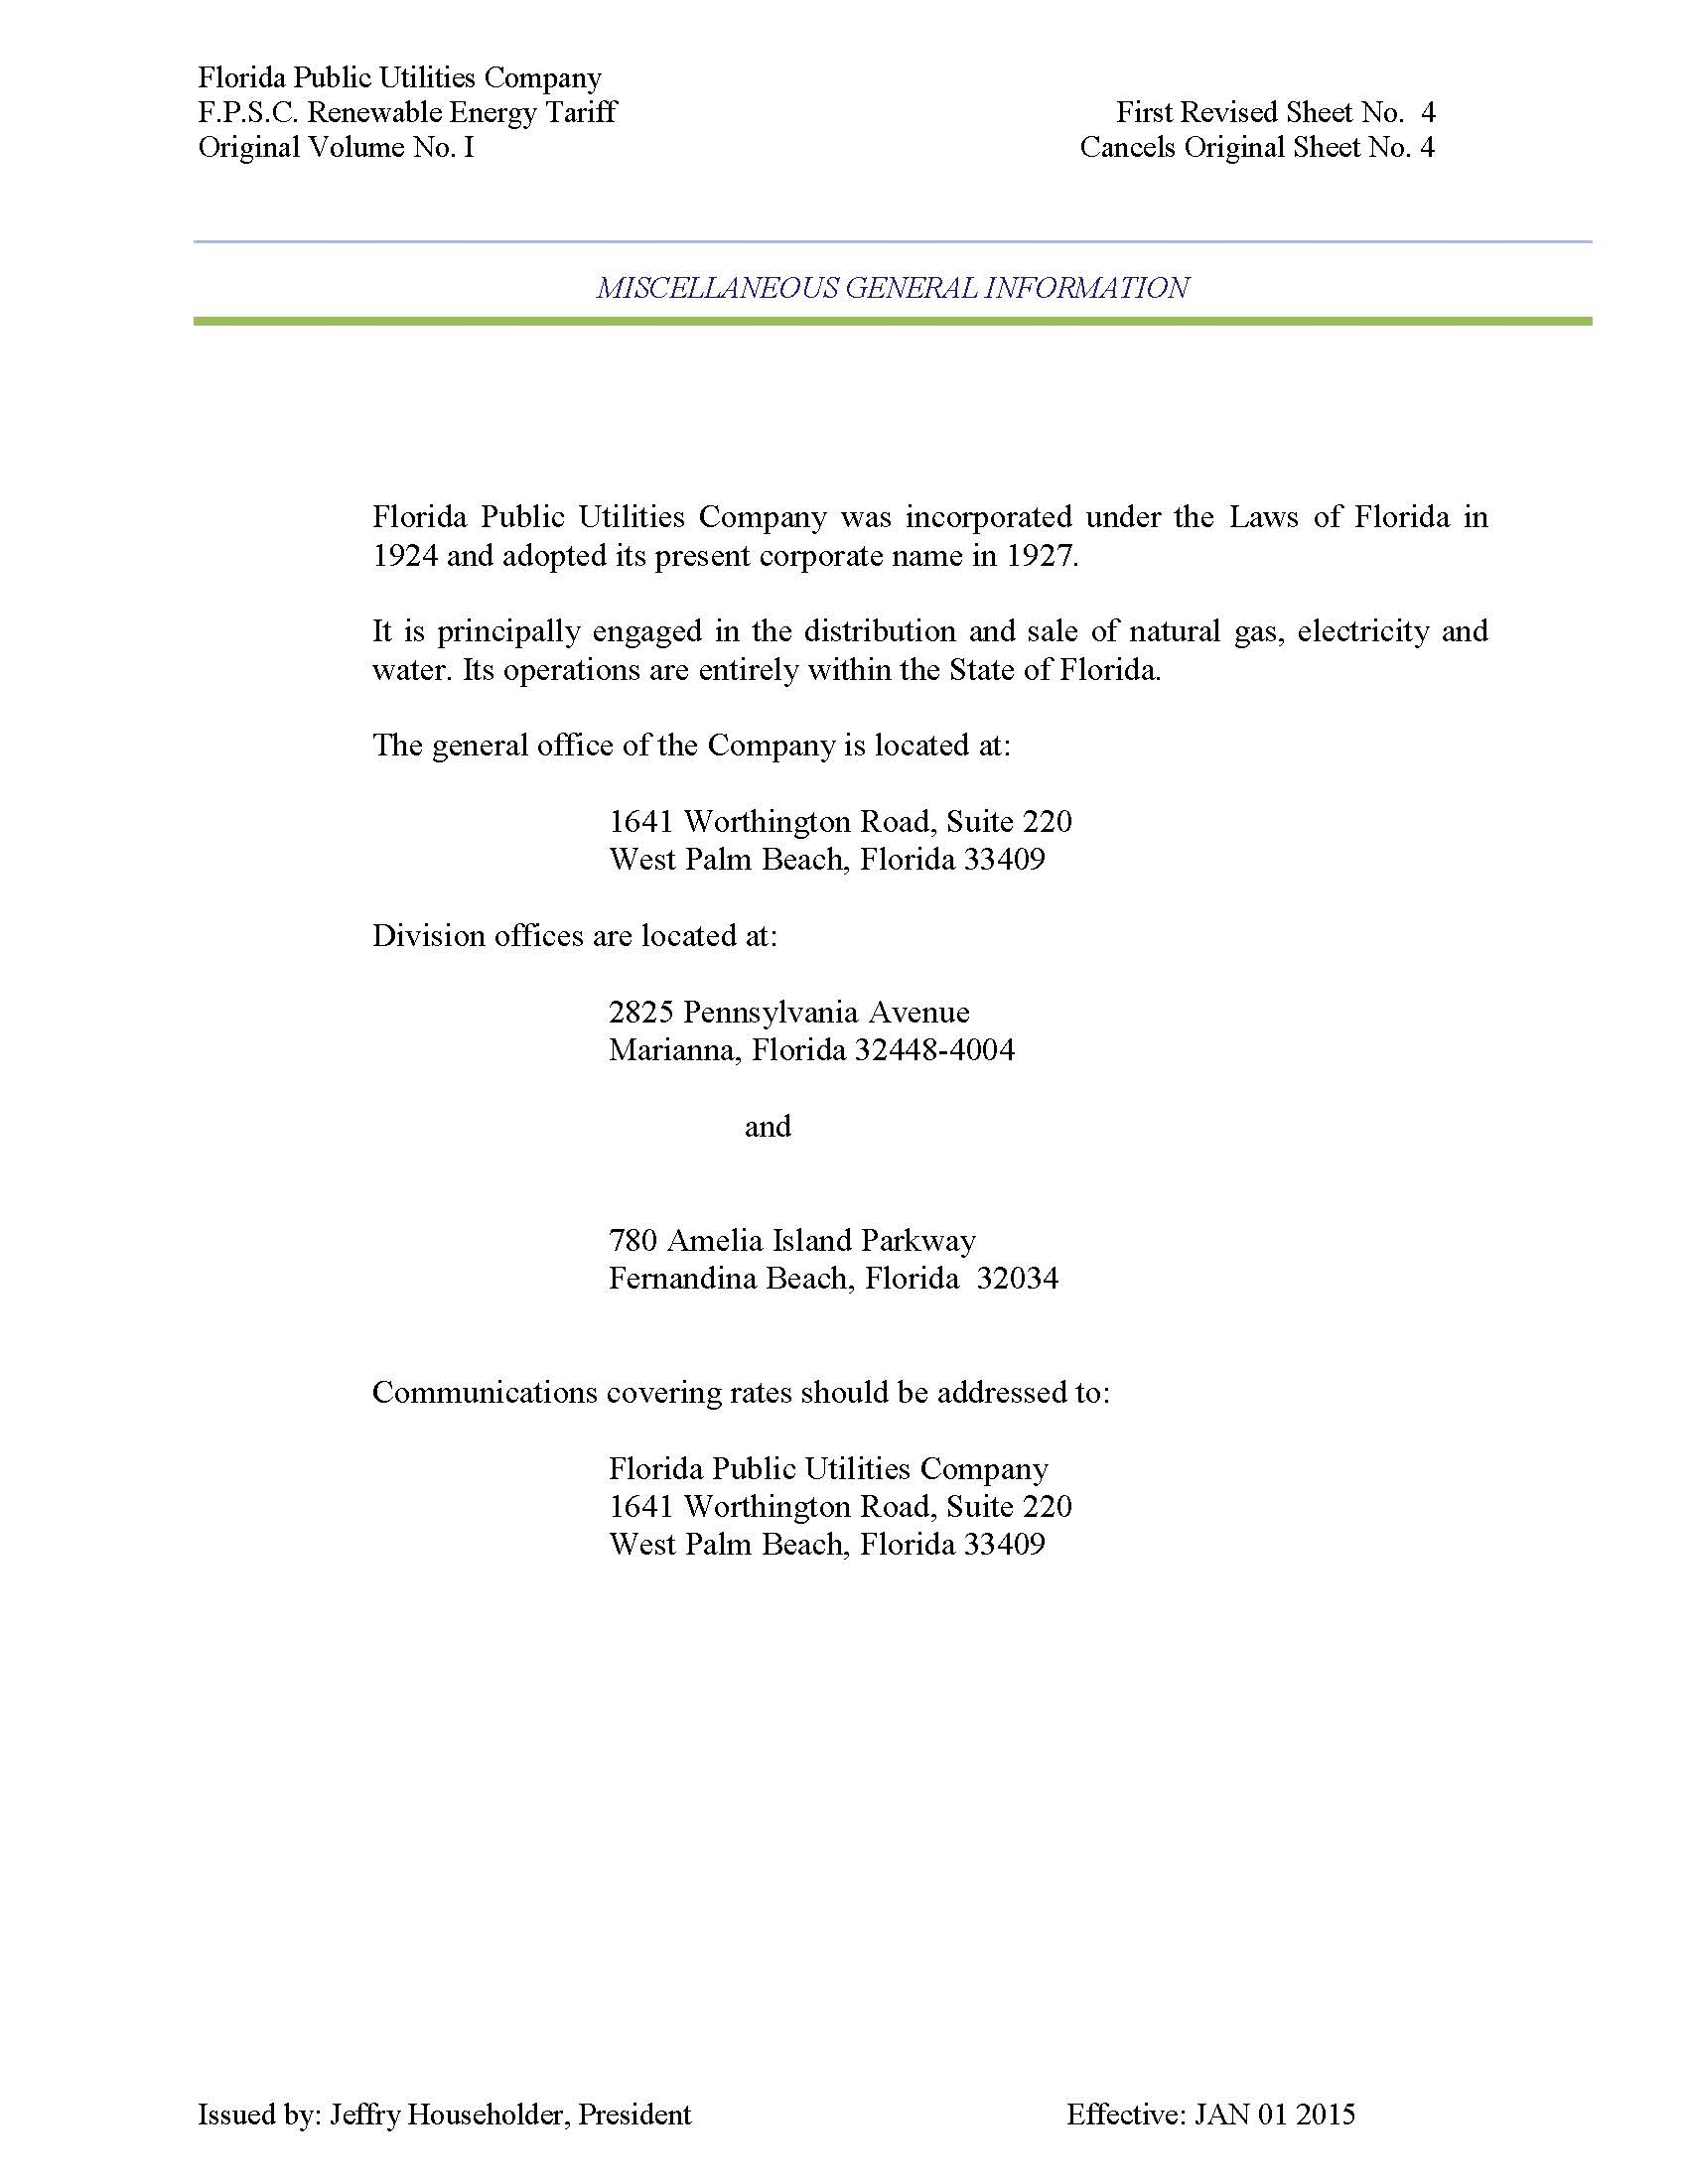 Florida Public Utilities Company
F.P.S.C. Renewable Energy Tariff
First Revised Sheet No.  4
Original Volume No. I
Cancels Original Sheet No. 4
MISCELLANEOUS GENERAL INFORMATION
Florida Public Utilities Company was incorporated under the Laws of Florida in
1924 and adopted its present corporate name in 1927.
It is principally engaged in the distribution and sale of natural gas, electricity and
water. Its operations are entirely within the State of Florida.
The general office of the Company is located at:
1641 Worthington Road, Suite 220
West Palm Beach, Florida 33409
Division offices are located at:
2825 Pennsylvania Avenue
Marianna, Florida 32448-4004
and
780 Amelia Island Parkway
Fernandina Beach, Florida  32034
Communications covering rates should be addressed to:
Florida Public Utilities Company
1641 Worthington Road, Suite 220
West Palm Beach, Florida 33409
Issued by: Jeffry Householder, President
Effective: JAN 01 2015